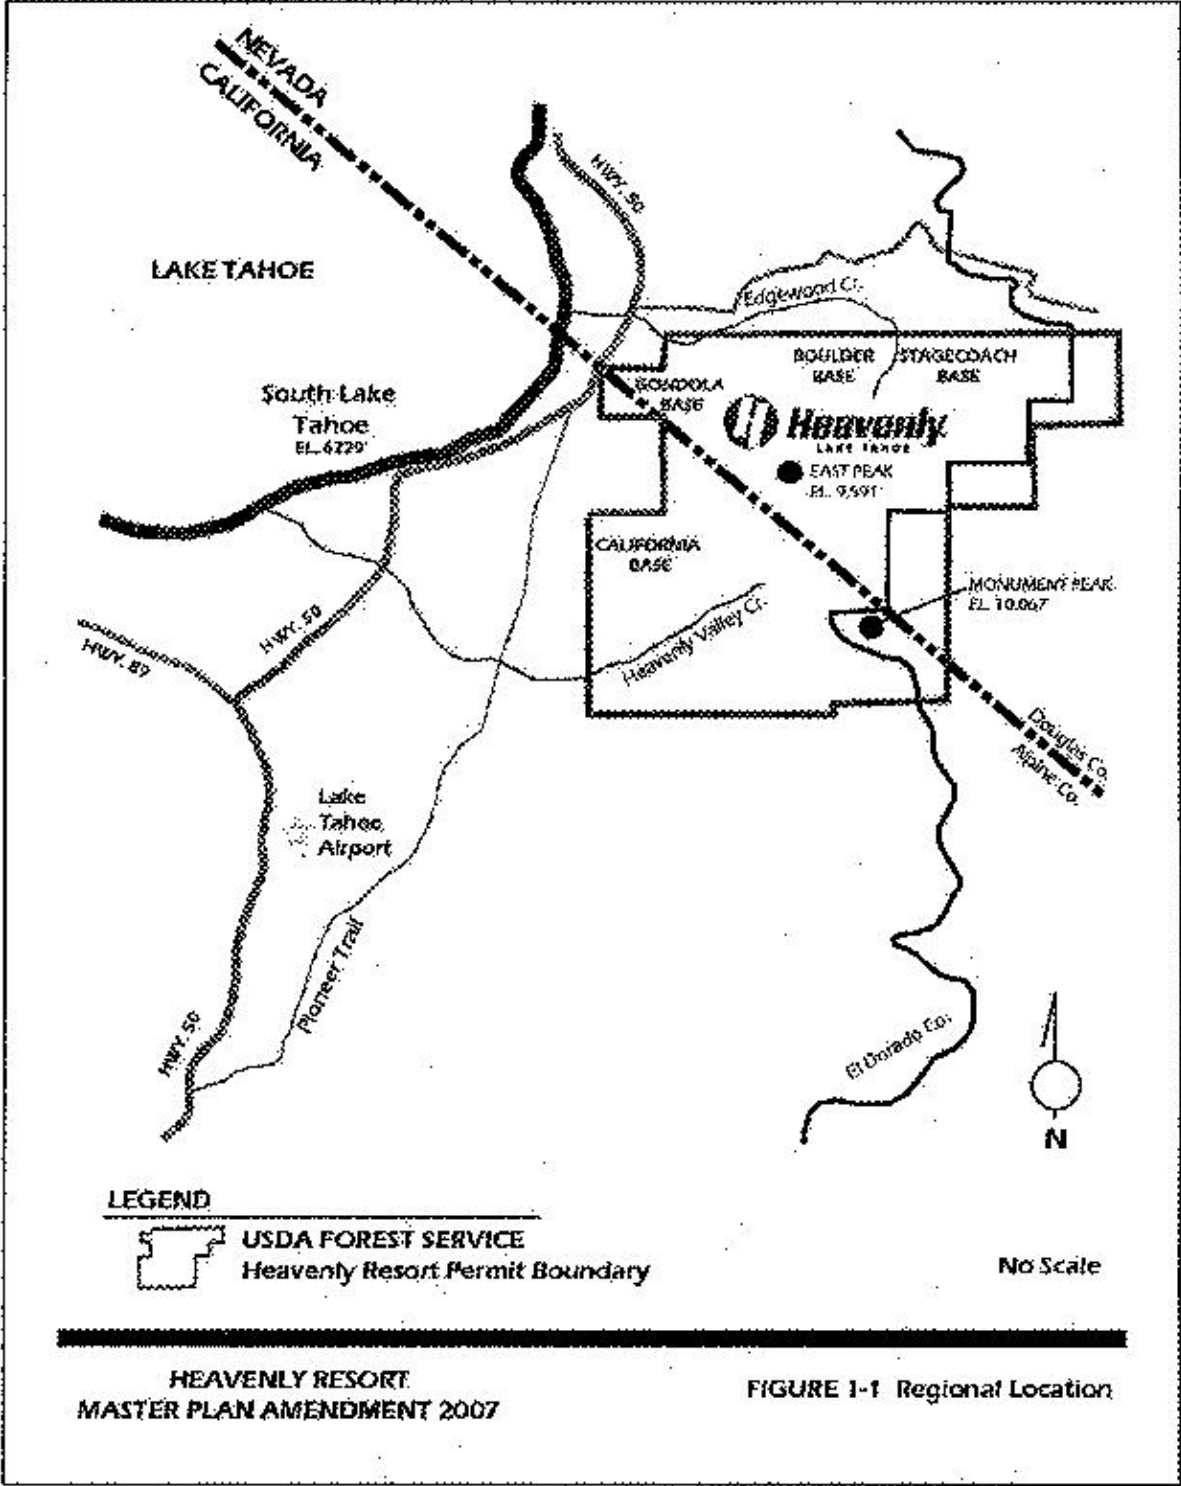 NEVADA
CALIFORNIA
HWY. 50
LAKE TAHOE
Edgewood Cr.
BOULDER
BASE
STAGECOACH
BASE
GONDOLA
BASE
South Lake
Tahoe
EL. 6229'
Heavenly
LAKE TAHOE
EAST PEAK
EL. 9,591'
CALIFORNIA
BASE
MONUMENT PEAK
EL. 10,067
HWY. 50
HWY. 89
Heavenly Valley Cr.
Douglas Co.
Alpine Co.
Lake
Tahoe
Airport
Pioneer Trail
HWY. 50
El Dorado Co.
N
LEGEND
USDA FOREST SERVICE
Heavenly Resort Permit Boundary
No Scale
HEAVENLY RESORT
MASTER PLAN AMENDMENT 2007
FIGURE 1-1 Regional Location